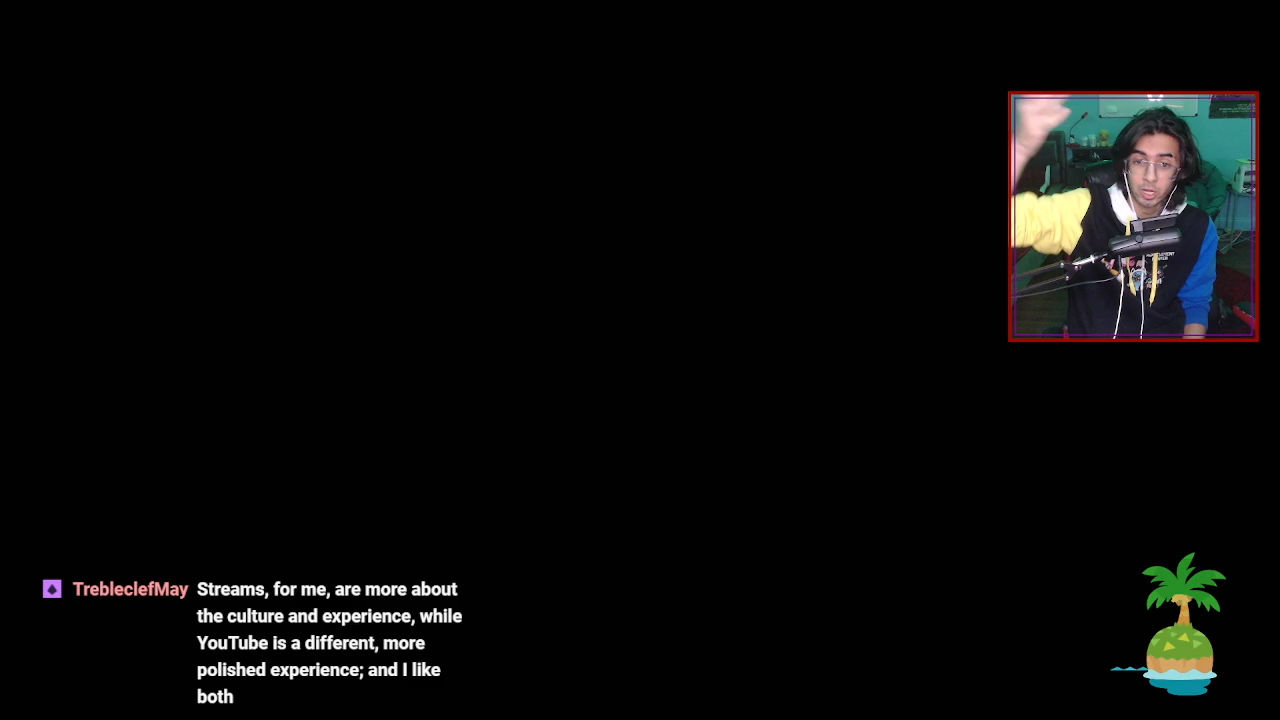 TrebleclefMay Streams, for me, are more about
the culture and experience, while
YouTube is a different, more
polished experience; and I like
both